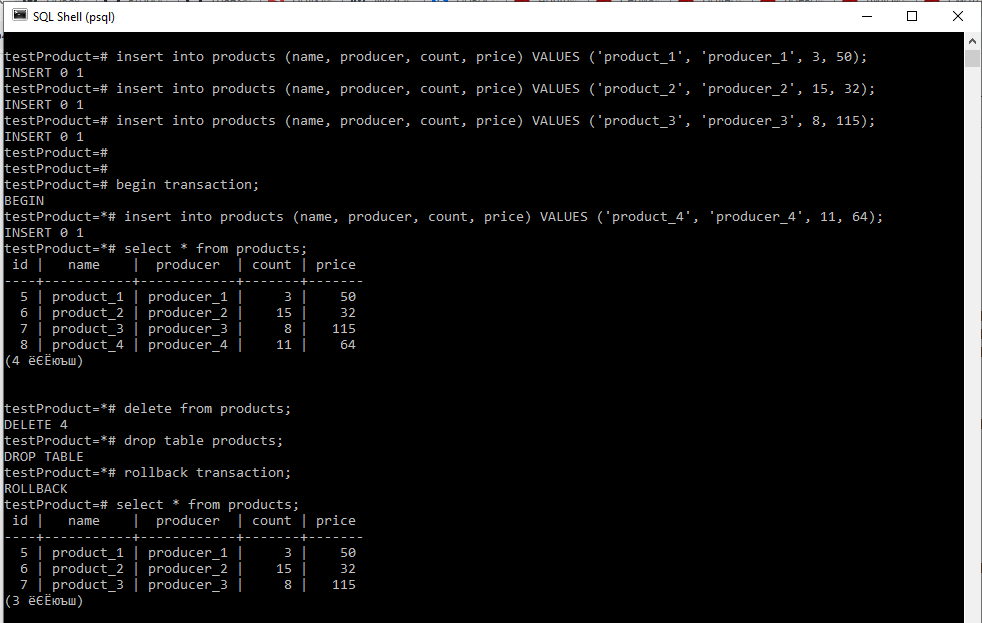 SQL Shell (psql)
testProduct=# insert into products (name, producer, count, price) VALUES ('product_1', 'producer_1', 3, 50);
INSERT 0 1
testProduct=# insert into products (name, producer, count, price) VALUES ('product_2', 'producer_2', 15, 32);
INSERT 0 1
testProduct=# insert into products (name, producer, count, price) VALUES ('product_3', 'producer_3', 8, 115);
INSERT 0 1
testProduct=#
testProduct=#
testProduct=# begin transaction;
BEGIN
testProduct=*# insert into products (name, producer, count, price) VALUES ('product_4', 'producer_4', 11, 64);
INSERT 0 1
testProduct=*# select * from products;
 id |   name    |  producer  | count | price
----+-----------+------------+-------+-------
  5 | product_1 | producer_1 |     3 |    50
  6 | product_2 | producer_2 |    15 |    32
  7 | product_3 | producer_3 |     8 |   115
  8 | product_4 | producer_4 |    11 |    64
(4 ёЄЁюъш)
testProduct=*# delete from products;
DELETE 4
testProduct=*# drop table products;
DROP TABLE
testProduct=*# rollback transaction;
ROLLBACK
testProduct=# select * from products;
 id |   name    |  producer  | count | price
----+-----------+------------+-------+-------
  5 | product_1 | producer_1 |     3 |    50
  6 | product_2 | producer_2 |    15 |    32
  7 | product_3 | producer_3 |     8 |   115
(3 ёЄЁюъш)